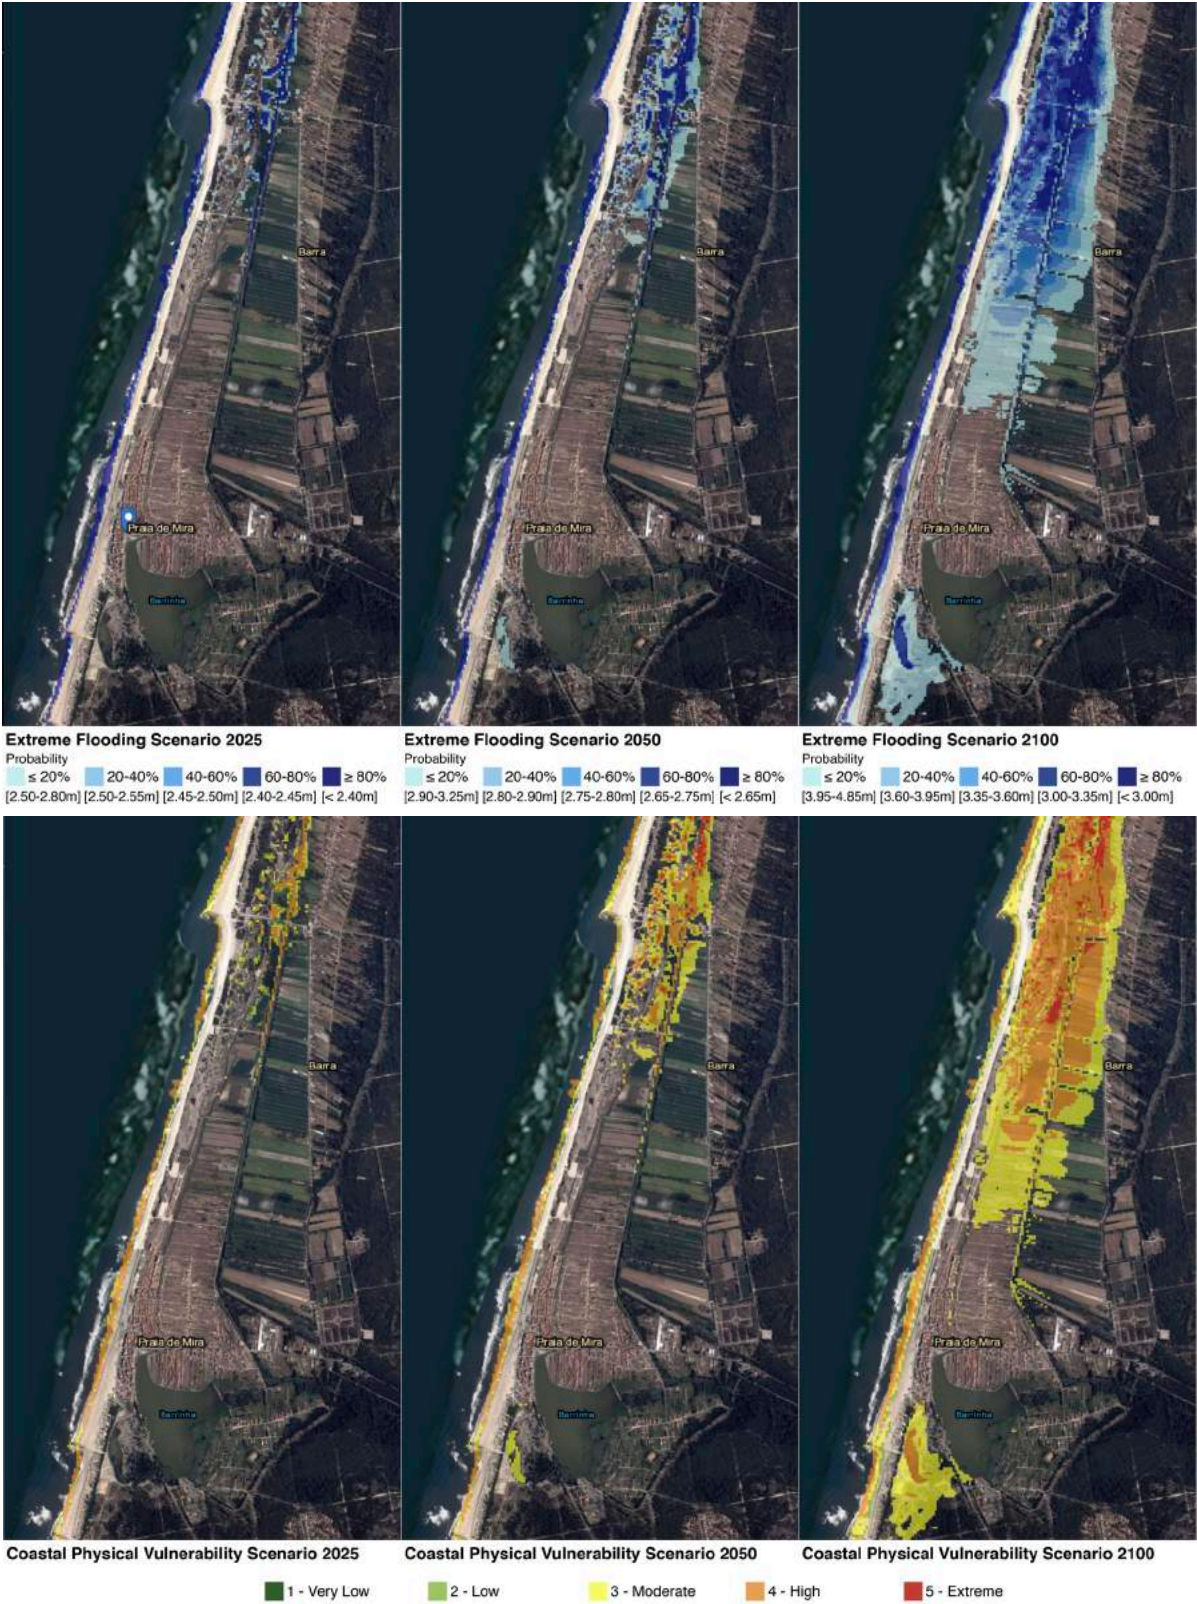 Barra
Barra
Barra
Praia de Mira
Praia de Mira
Praia de Mira
Barrinha
Barrinha
Barrinha
Extreme Flooding Scenario 2025
Probability
≤ 20% 20-40% 40-60% 60-80% ≥ 80%
[2.50-2.80m] [2.50-2.55m] [2.45-2.50m] [2.40-2.45m] [< 2.40m]
Extreme Flooding Scenario 2050
Probability
≤ 20% 20-40% 40-60% 60-80% ≥ 80%
[2.90-3.25m] [2.80-2.90m] [2.75-2.80m] [2.65-2.75m] [< 2.65m]
Extreme Flooding Scenario 2100
Probability
≤ 20% 20-40% 40-60% 60-80% ≥ 80%
[3.95-4.85m] [3.60-3.95m] [3.35-3.60m] [3.00-3.35m] [< 3.00m]
Barra
Barra
Barra
Praia de Mira
Praia de Mira
Praia de Mira
Barrinha
Barrinha
Barrinha
Coastal Physical Vulnerability Scenario 2025
Coastal Physical Vulnerability Scenario 2050
Coastal Physical Vulnerability Scenario 2100
1 - Very Low 2 - Low 3 - Moderate 4 - High 5 - Extreme